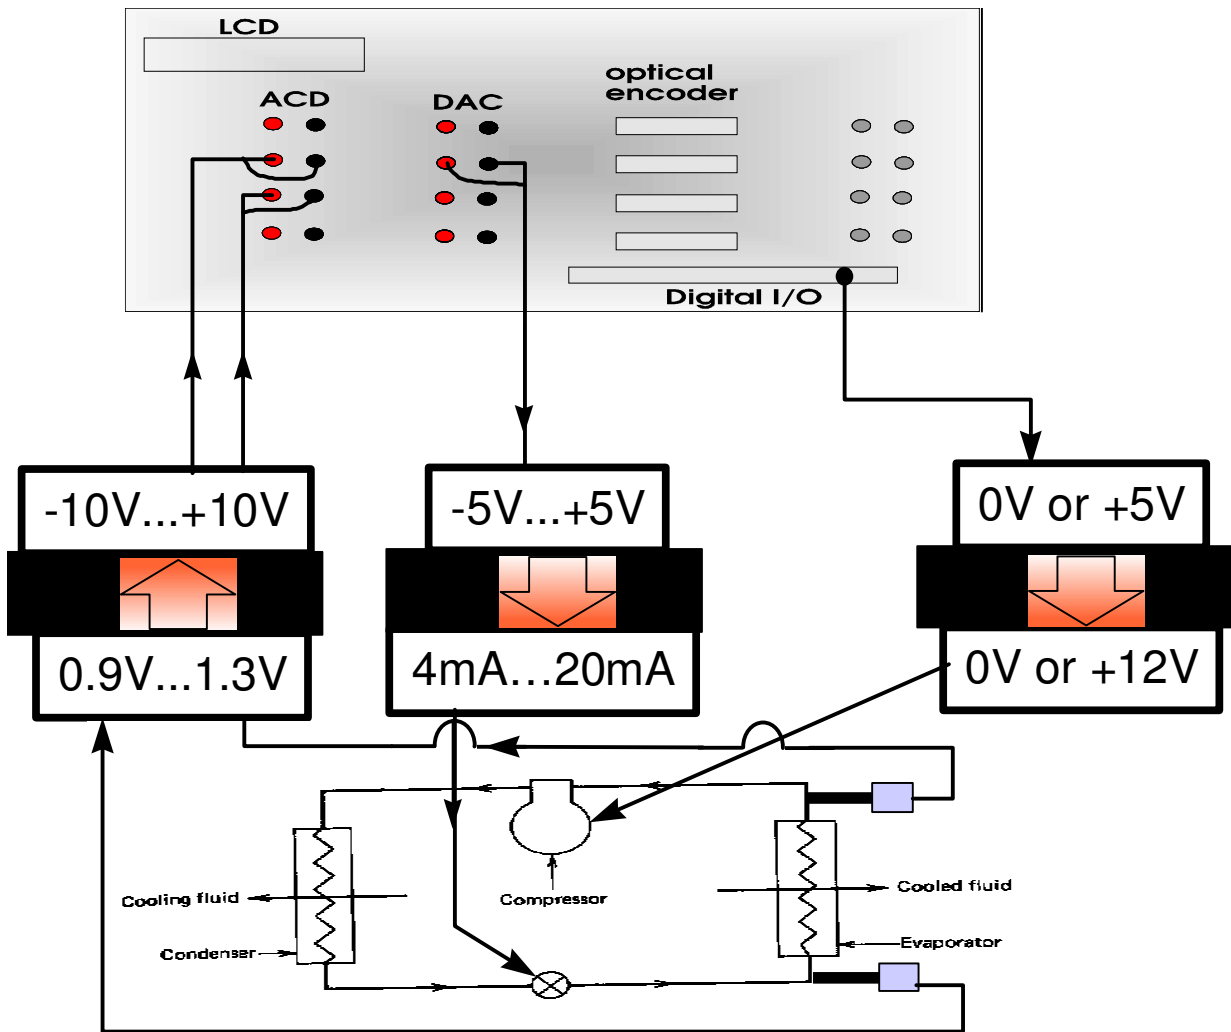 LCD
ACD
DAC
optical
encoder
Digital I/O
-10V...+10V
-5V...+5V
0V or +5V
0.9V...1.3V
4mA…20mA
0V or +12V
Cooling fluid
Compressor
Cooled fluid
Condenser
Evaporator